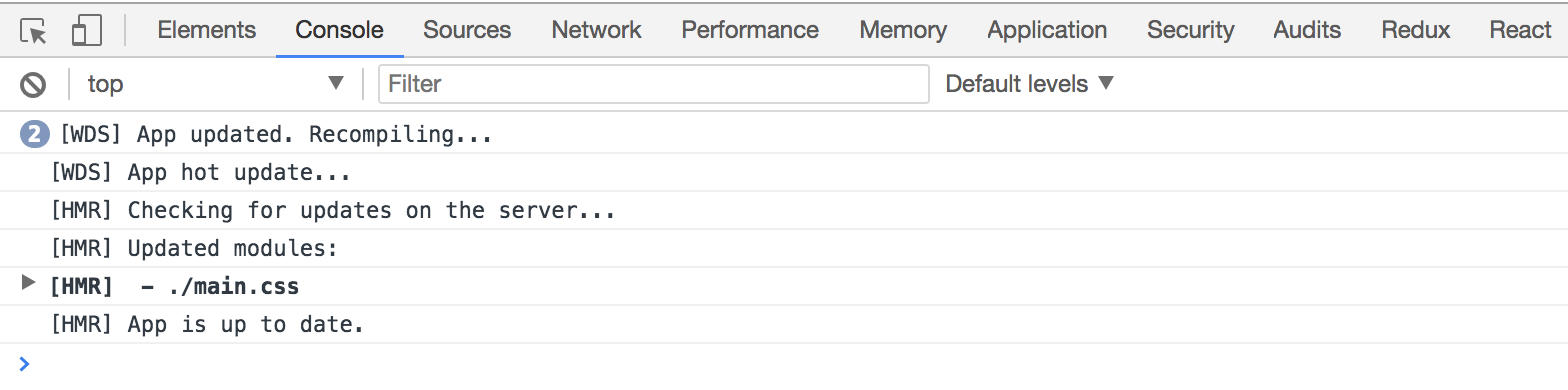 Elements Console Sources Network Performance Memory Application Security Audits Redux React
top Filter Default levels
2 [WDS] App updated. Recompiling...
[WDS] App hot update...
[HMR] Checking for updates on the server...
[HMR] Updated modules:
[HMR]  - ./main.css
[HMR] App is up to date.